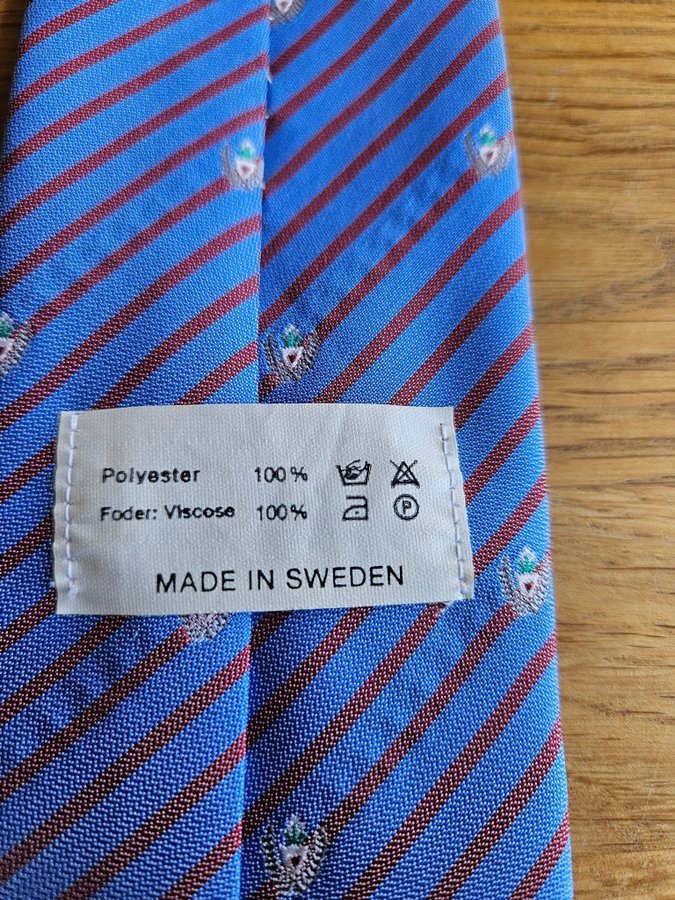 Polyester 100%
Foder: Viscose 100% P
MADE IN SWEDEN